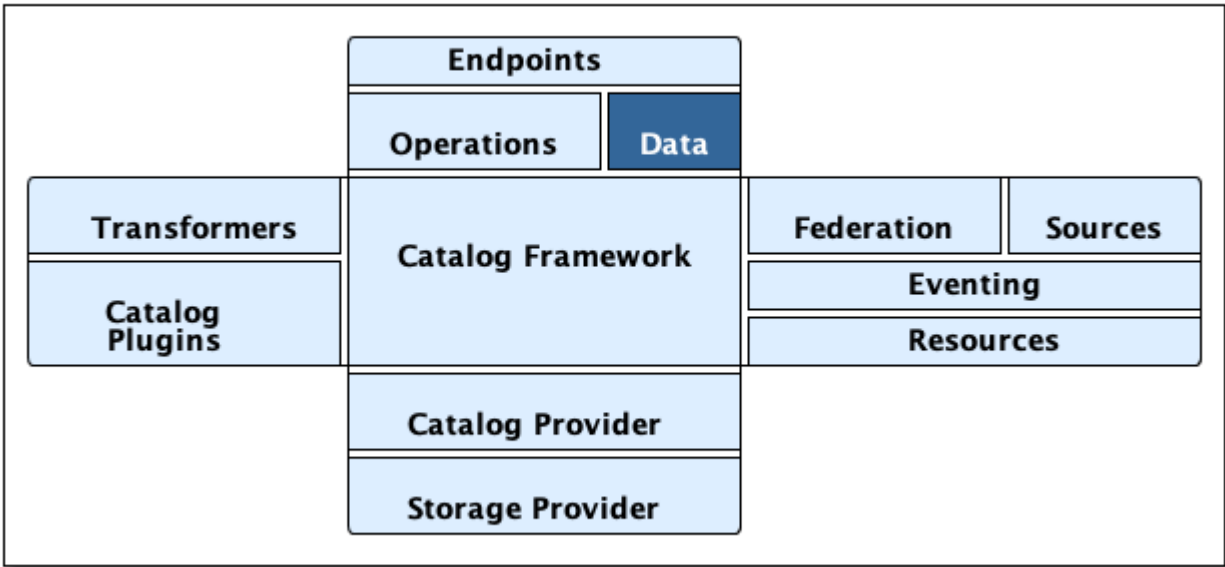 Endpoints
Operations
Data
Transformers
Catalog Framework
Federation
Sources
Catalog
Plugins
Eventing
Resources
Catalog Provider
Storage Provider